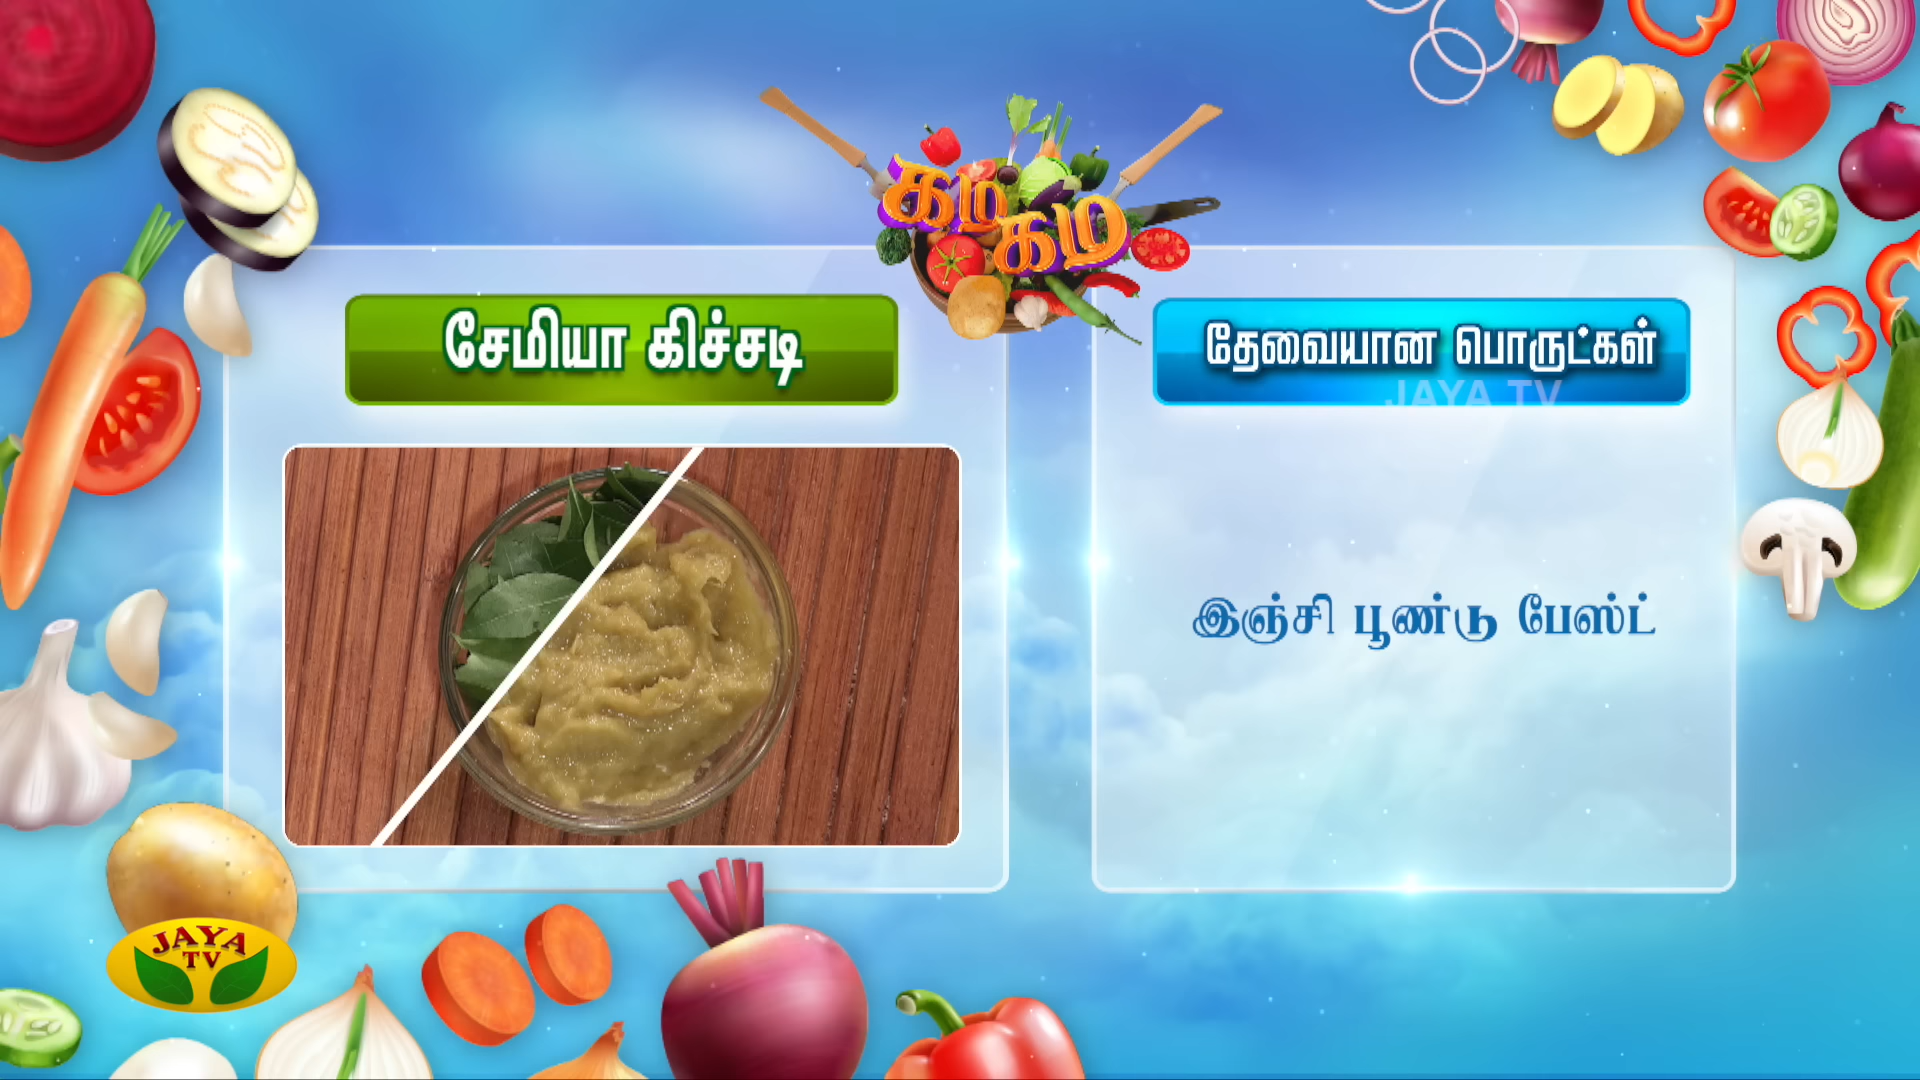 கம
கம
சேமியா கிச்சடி
தேவையான பொருட்கள்
JAYA TV
இஞ்சி பூண்டு பேஸ்ட்
JAYA
TV